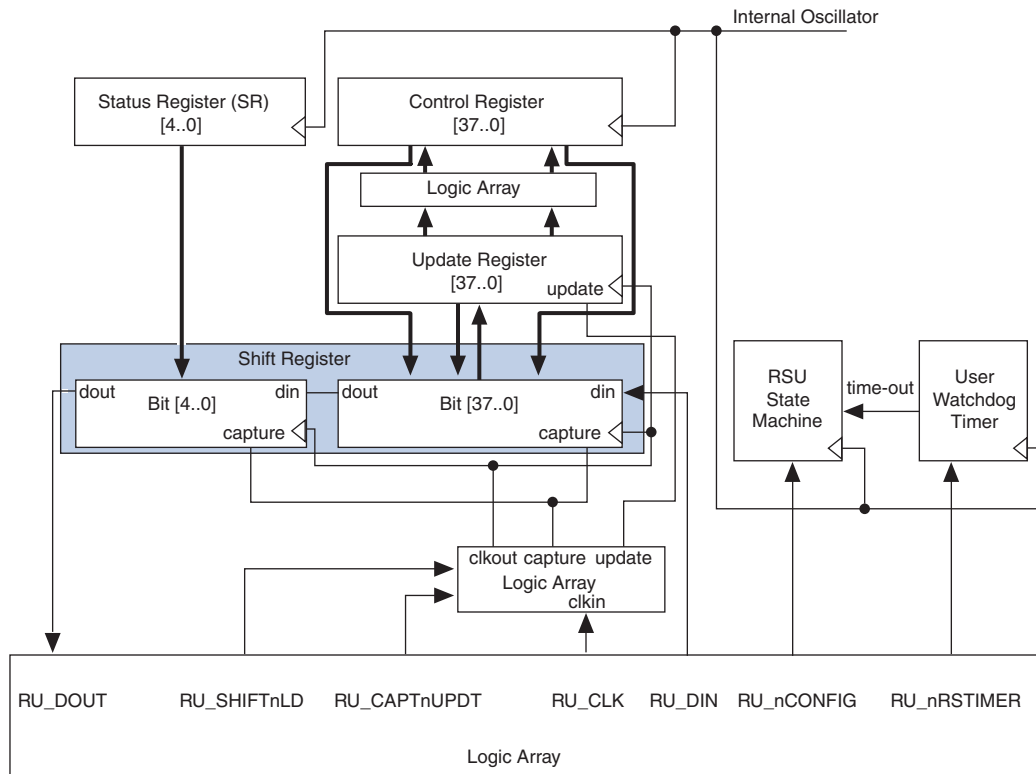 Internal Oscillator
Status Register (SR)
[4..0]
Control Register
[37..0]
Logic Array
Update Register
[37..0]
update
Shift Register
dout
din
Bit [4..0]
capture
dout
din
Bit [37..0]
capture
RSU
State
Machine
time-out
User
Watchdog
Timer
clkout capture update
Logic Array
clkin
RU_DOUT
RU_SHIFTnLD
RU_CAPTnUPDT
RU_CLK
RU_DIN
RU_nCONFIG
RU_nRSTIMER
Logic Array